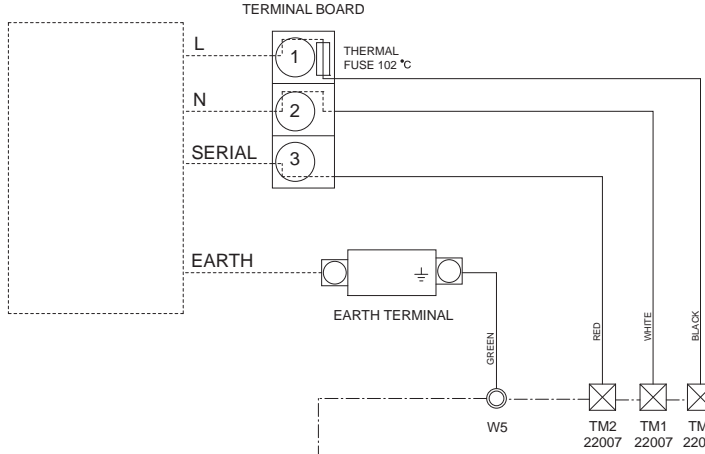 TERMINAL BOARD
L
1
THERMAL
FUSE 102 °C
N
2
SERIAL
3
EARTH
EARTH TERMINAL
GREEN
RED
WHITE
BLACK
W5
TM2
22007
TM1
22007